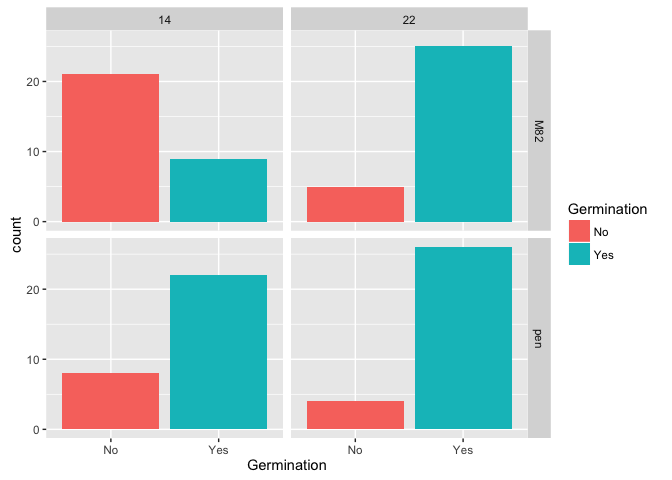 14 22
20
10
0
M82
count
20
10
0
pen
No Yes No Yes
Germination
Germination
No
Yes